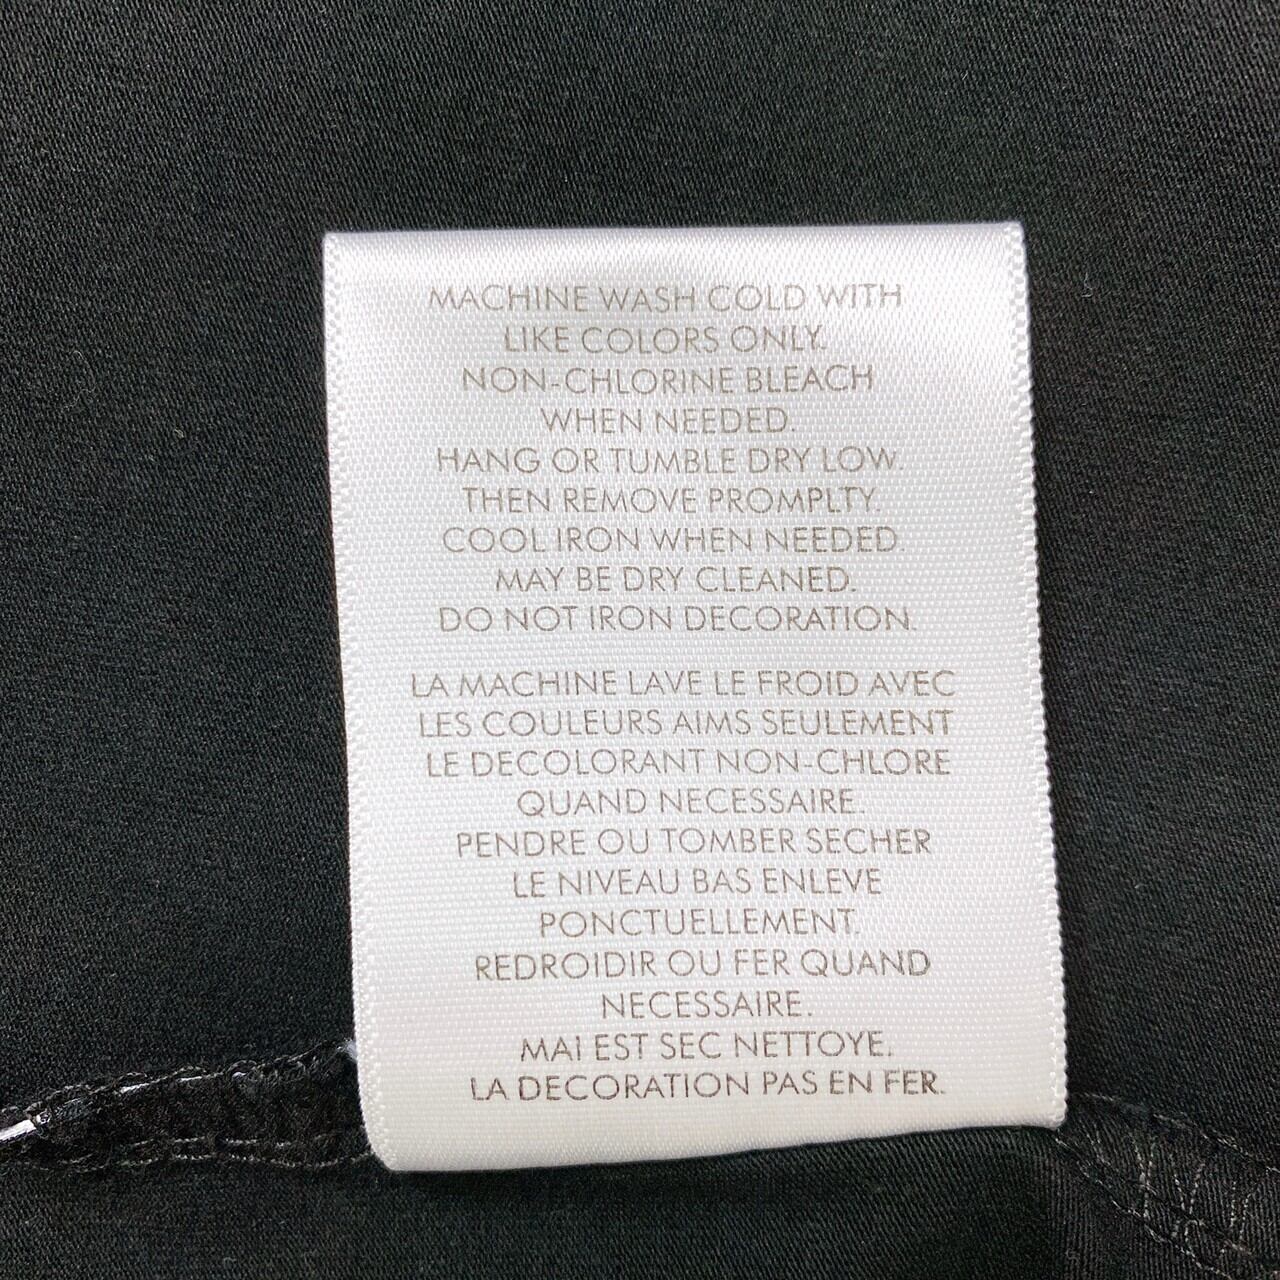 MACHINE WASH COLD WITH
LIKE COLORS ONLY.
NON-CHLORINE BLEACH
WHEN NEEDED.
HANG OR TUMBLE DRY LOW.
THEN REMOVE PROMPLTY.
COOL IRON WHEN NEEDED.
MAY BE DRY CLEANED.
DO NOT IRON DECORATION.
LA MACHINE LAVE LE FROID AVEC
LES COULEURS AIMS SEULEMENT
LE DECOLORANT NON-CHLORE
QUAND NECESSAIRE.
PENDRE OU TOMBER SECHER
LE NIVEAU BAS ENLEVE
PONCTUELLEMENT.
REDROIDIR OU FER QUAND
NECESSAIRE.
MAI EST SEC NETTOYE.
LA DECORATION PAS EN FER.